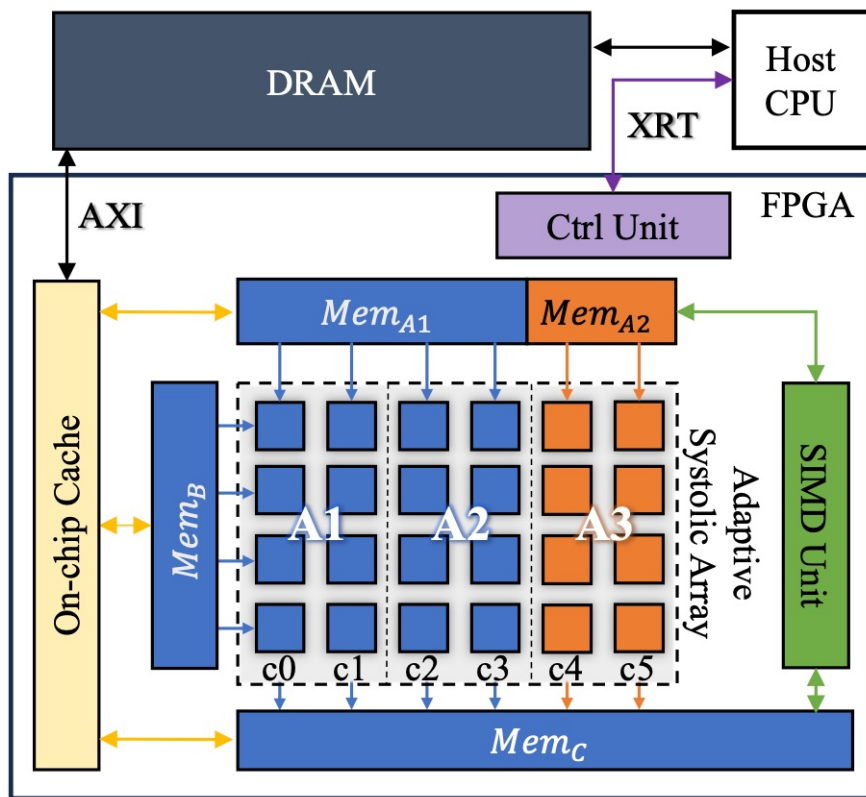 DRAM
Host
CPU
XRT
AXI
FPGA
Ctrl Unit
Mem_A1
Mem_A2
On-chip Cache
Mem_B
A1
A2
A3
Adaptive
Systolic Array
SIMD Unit
c0 c1 c2 c3 c4 c5
Mem_C